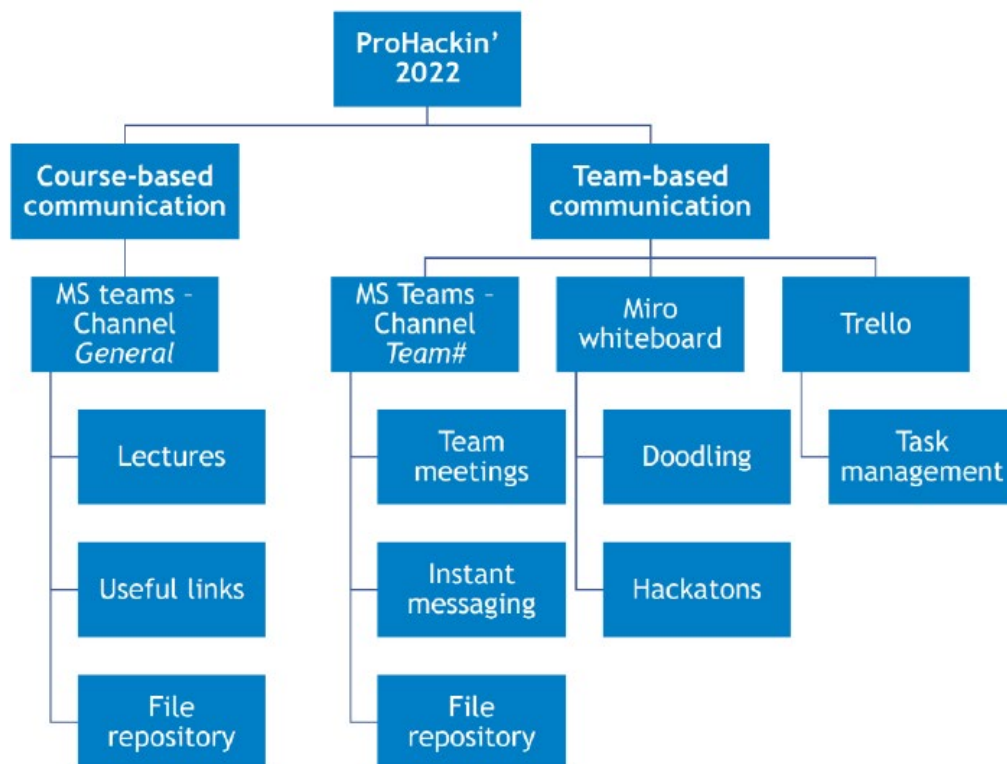 ProHackin’
2022
Course-based
communication
Team-based
communication
MS teams –
Channel
General
MS Teams –
Channel
Team#
Miro
whiteboard
Trello
Lectures
Team
meetings
Doodling
Task
management
Useful links
Instant
messaging
Hackatons
File
repository
File
repository